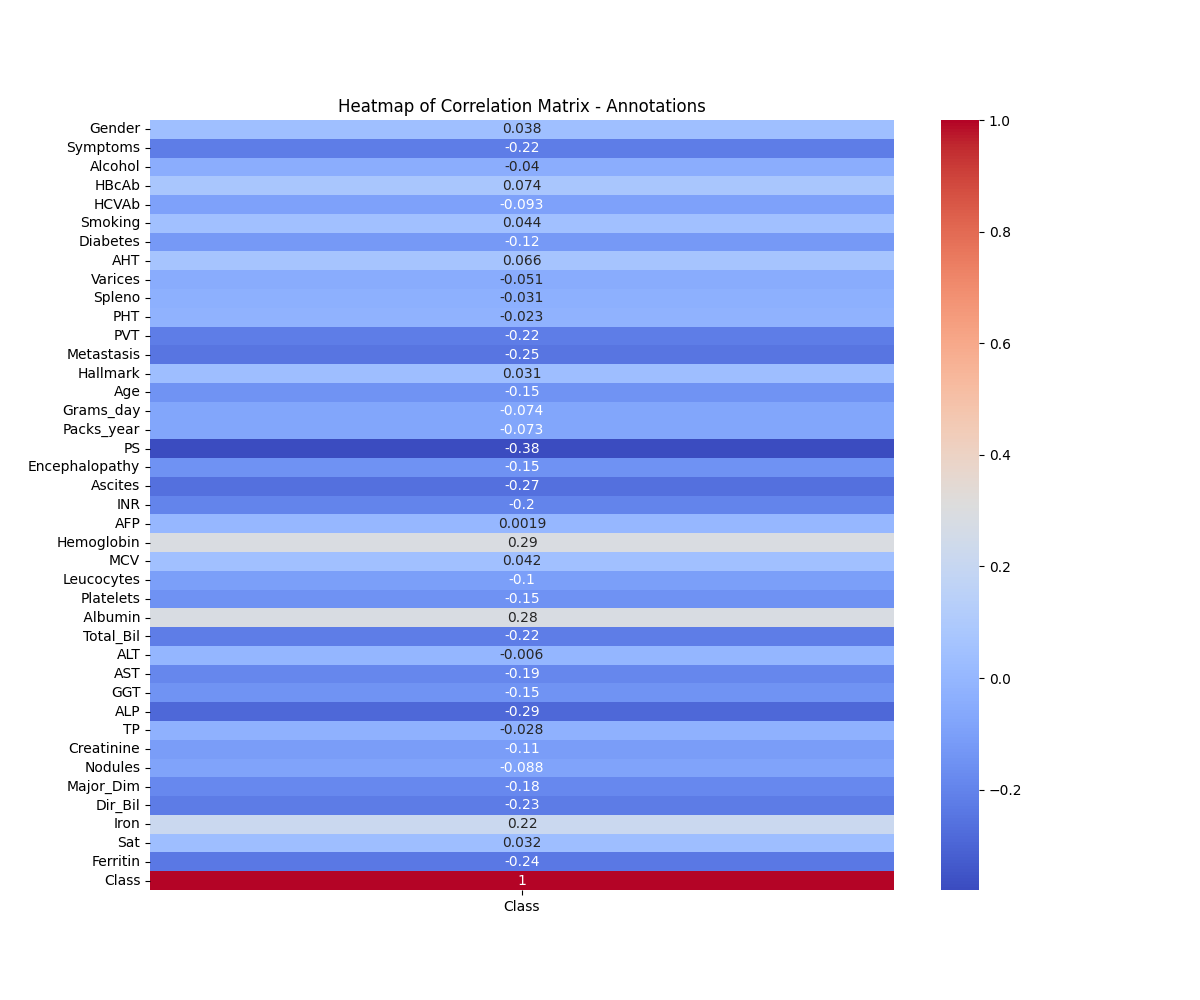 Heatmap of Correlation Matrix - Annotations
Gender 0.038
Symptoms -0.22
Alcohol -0.04
HBcAb 0.074
HCVAb -0.093
Smoking 0.044
Diabetes -0.12
AHT 0.066
Varices -0.051
Spleno -0.031
PHT -0.023
PVT -0.22
Metastasis -0.25
Hallmark 0.031
Age -0.15
Grams_day -0.074
Packs_year -0.073
PS -0.38
Encephalopathy -0.15
Ascites -0.27
INR -0.2
AFP 0.0019
Hemoglobin 0.29
MCV 0.042
Leucocytes -0.1
Platelets -0.15
Albumin 0.28
Total_Bil -0.22
ALT -0.006
AST -0.19
GGT -0.15
ALP -0.29
TP -0.028
Creatinine -0.11
Nodules -0.088
Major_Dim -0.18
Dir_Bil -0.23
Iron 0.22
Sat 0.032
Ferritin -0.24
Class 1
Class
1.0
0.8
0.6
0.4
0.2
0.0
−0.2